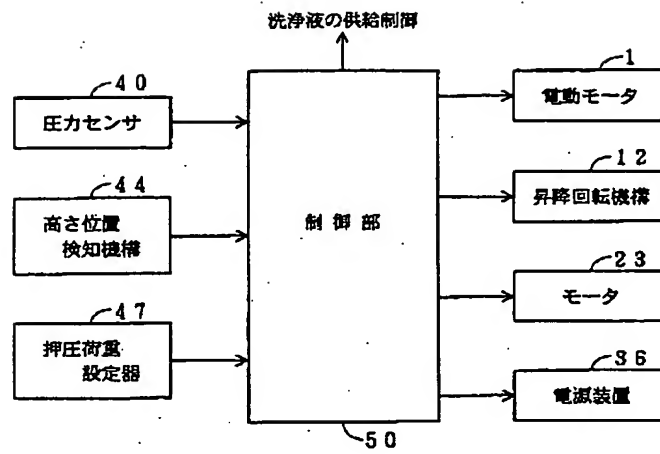 洗浄液の供給制御
40
圧力センサ
44
高さ位置
検知機構
47
押圧荷重
設定器
制御部
50
1
電動モータ
12
昇降回転機構
23
モータ
36
電源装置